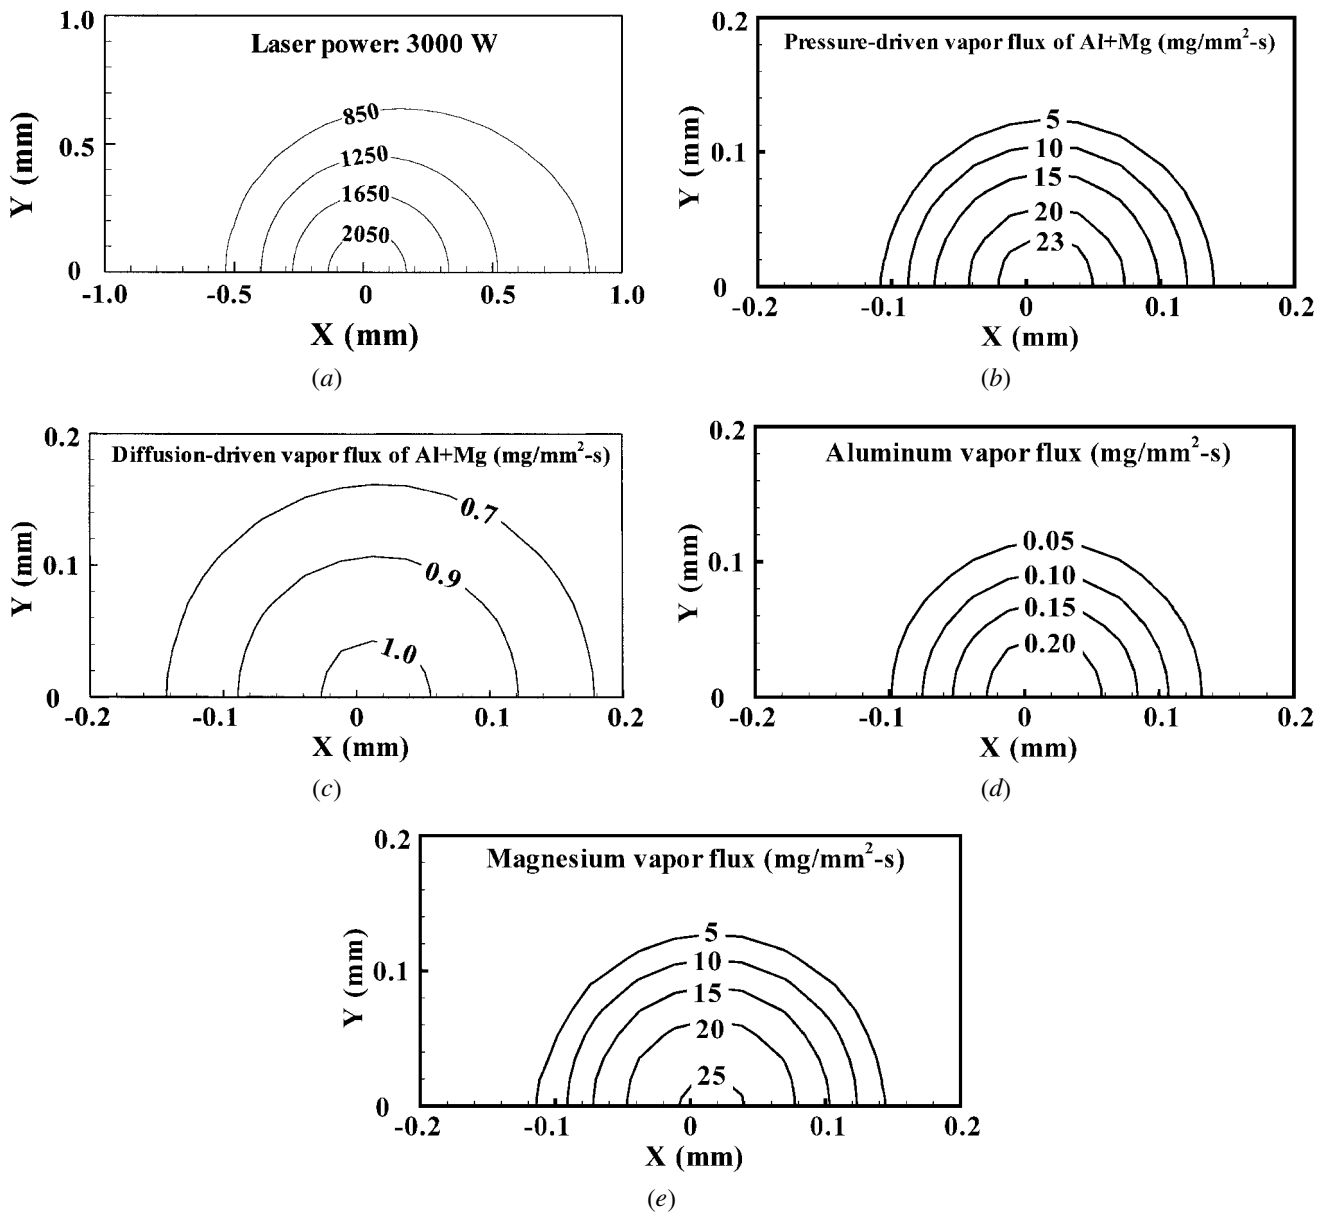 1.0
Laser power: 3000 W
850
0.5
1250
1650
2050
0
-1.0 -0.5 0 0.5 1.0
Y (mm)
X (mm)
(a)
0.2
Pressure-driven vapor flux of Al+Mg (mg/mm²-s)
5
0.1
10
15
20
23
0
-0.2 -0.1 0 0.1 0.2
Y (mm)
X (mm)
(b)
0.2
Diffusion-driven vapor flux of Al+Mg (mg/mm²-s)
0.7
0.1
0.9
1.0
0
-0.2 -0.1 0 0.1 0.2
Y (mm)
X (mm)
(c)
0.2
Aluminum vapor flux (mg/mm²-s)
0.05
0.1
0.10
0.15
0.20
0
-0.2 -0.1 0 0.1 0.2
Y (mm)
X (mm)
(d)
0.2
Magnesium vapor flux (mg/mm²-s)
5
0.1
10
15
20
25
0
-0.2 -0.1 0 0.1 0.2
Y (mm)
X (mm)
(e)